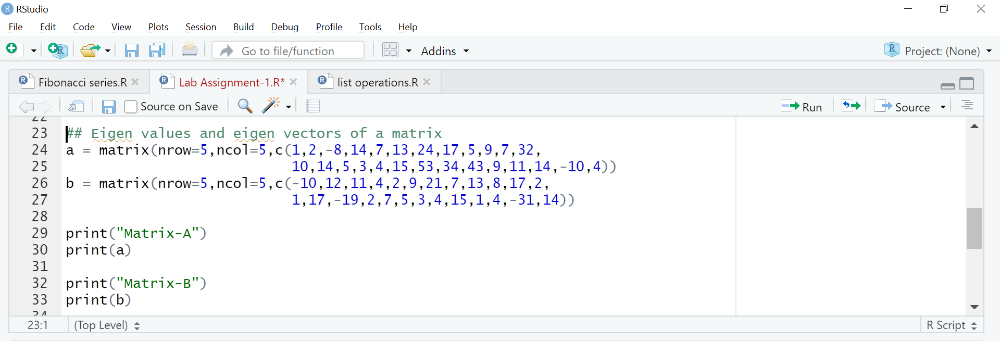 RStudio
File Edit Code View Plots Session Build Debug Profile Tools Help
Go to file/function Addins Project: (None)
Fibonacci series.R Lab Assignment-1.R* list operations.R
Source on Save Run Source
22
23 ## Eigen values and eigen vectors of a matrix
24 a = matrix(nrow=5,ncol=5,c(1,2,-8,14,7,13,24,17,5,9,7,32,
25 10,14,5,3,4,15,53,34,43,9,11,14,-10,4))
26 b = matrix(nrow=5,ncol=5,c(-10,12,11,4,2,9,21,7,13,8,17,2,
27 1,17,-19,2,7,5,3,4,15,1,4,-31,14))
28
29 print("Matrix-A")
30 print(a)
31
32 print("Matrix-B")
33 print(b)
34
23:1 (Top Level) R Script